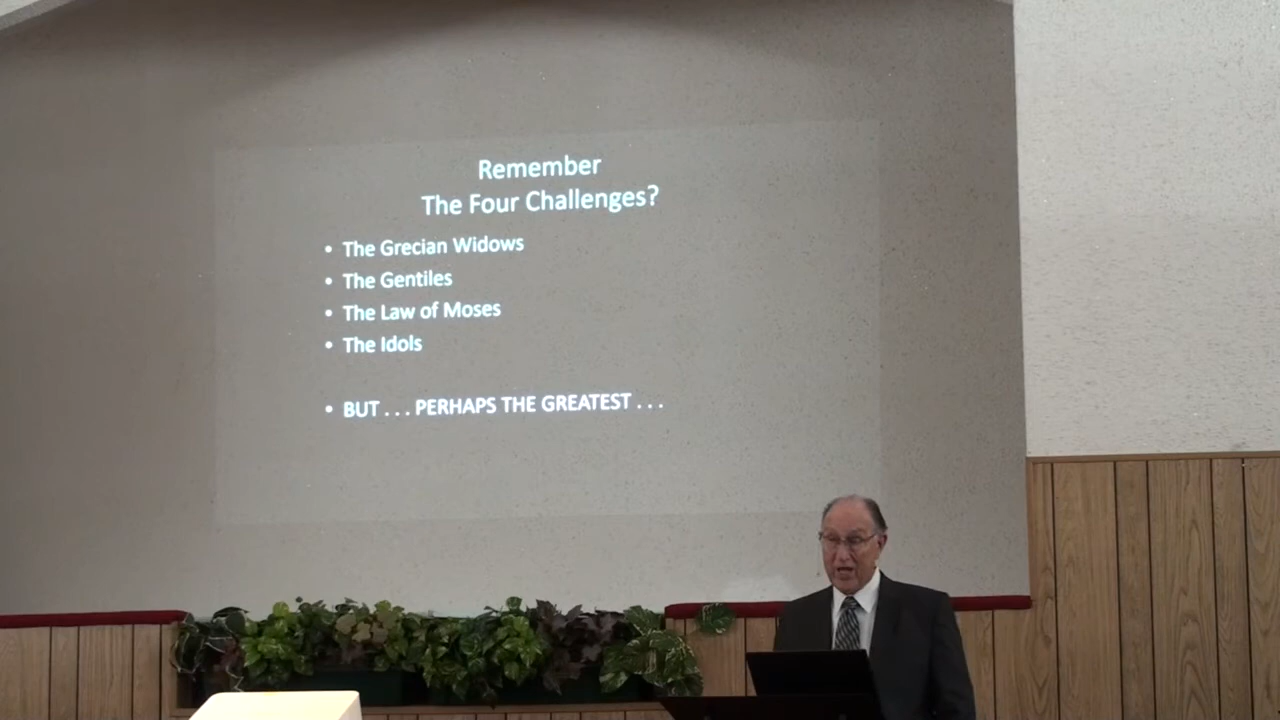 Remember
The Four Challenges?
• The Grecian Widows
• The Gentiles
• The Law of Moses
• The Idols
• BUT . . . PERHAPS THE GREATEST . . .